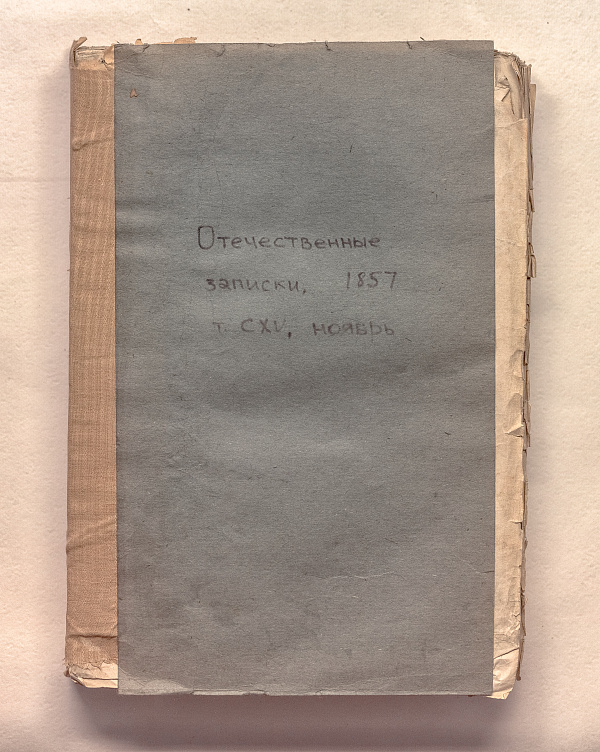 Отечественные
записки, 1857
т. CXV, ноябрь